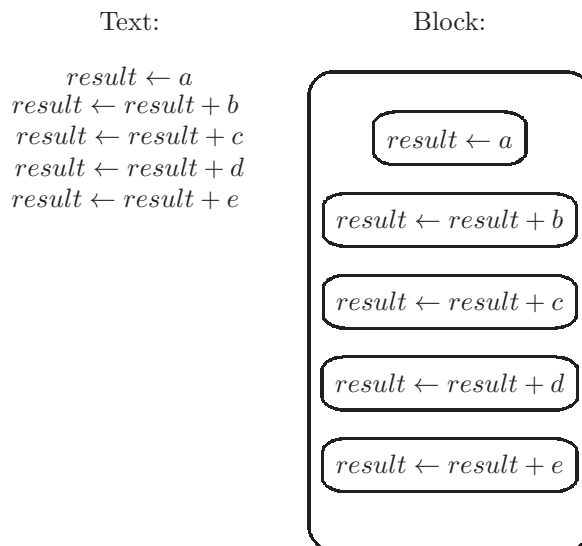 Text:
result ← a
result ← result + b
result ← result + c
result ← result + d
result ← result + e
Block:
result ← a
result ← result + b
result ← result + c
result ← result + d
result ← result + e